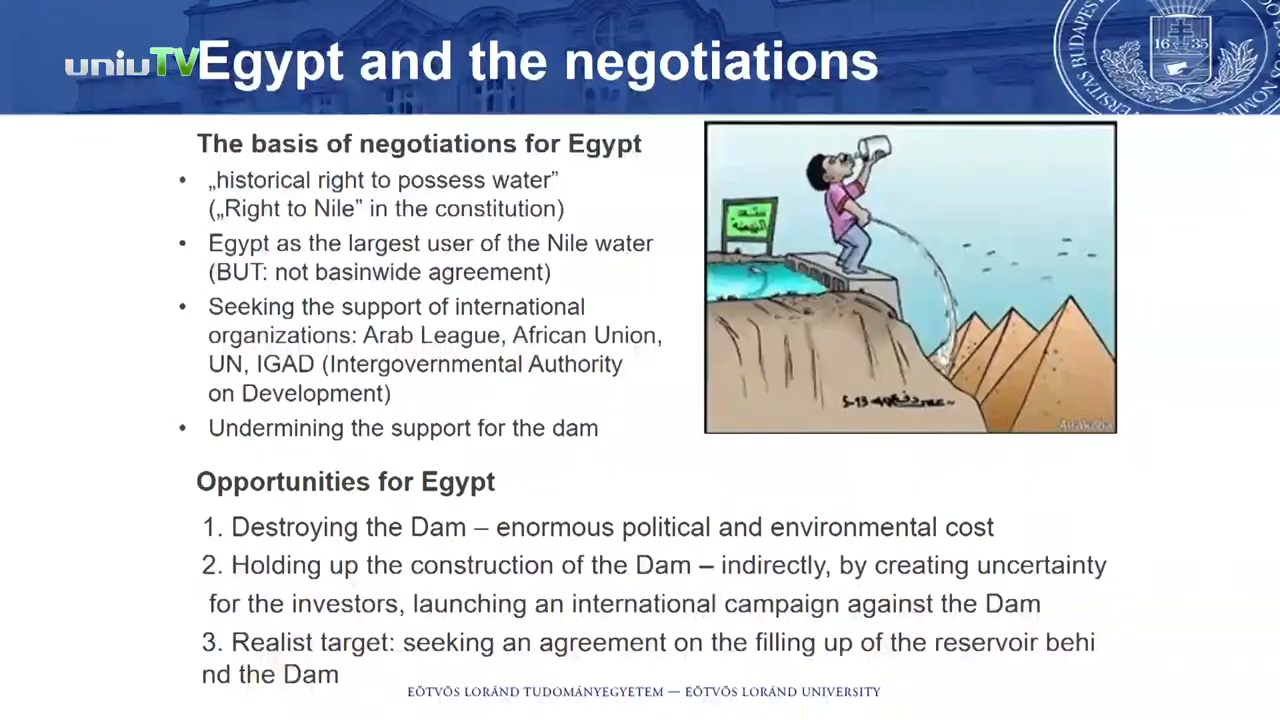 uniuTV
Egypt and the negotiations
16 35
The basis of negotiations for Egypt
• „historical right to possess water”
(„Right to Nile” in the constitution)
• Egypt as the largest user of the Nile water
(BUT: not basinwide agreement)
• Seeking the support of international
organizations: Arab League, African Union,
UN, IGAD (Intergovernmental Authority
on Development)
• Undermining the support for the dam
سد
النهضة
Opportunities for Egypt
1. Destroying the Dam – enormous political and environmental cost
2. Holding up the construction of the Dam – indirectly, by creating uncertainty
for the investors, launching an international campaign against the Dam
3. Realist target: seeking an agreement on the filling up of the reservoir behi
nd the Dam
EÖTVÖS LORÁND TUDOMÁNYEGYETEM — EÖTVÖS LORÁND UNIVERSITY